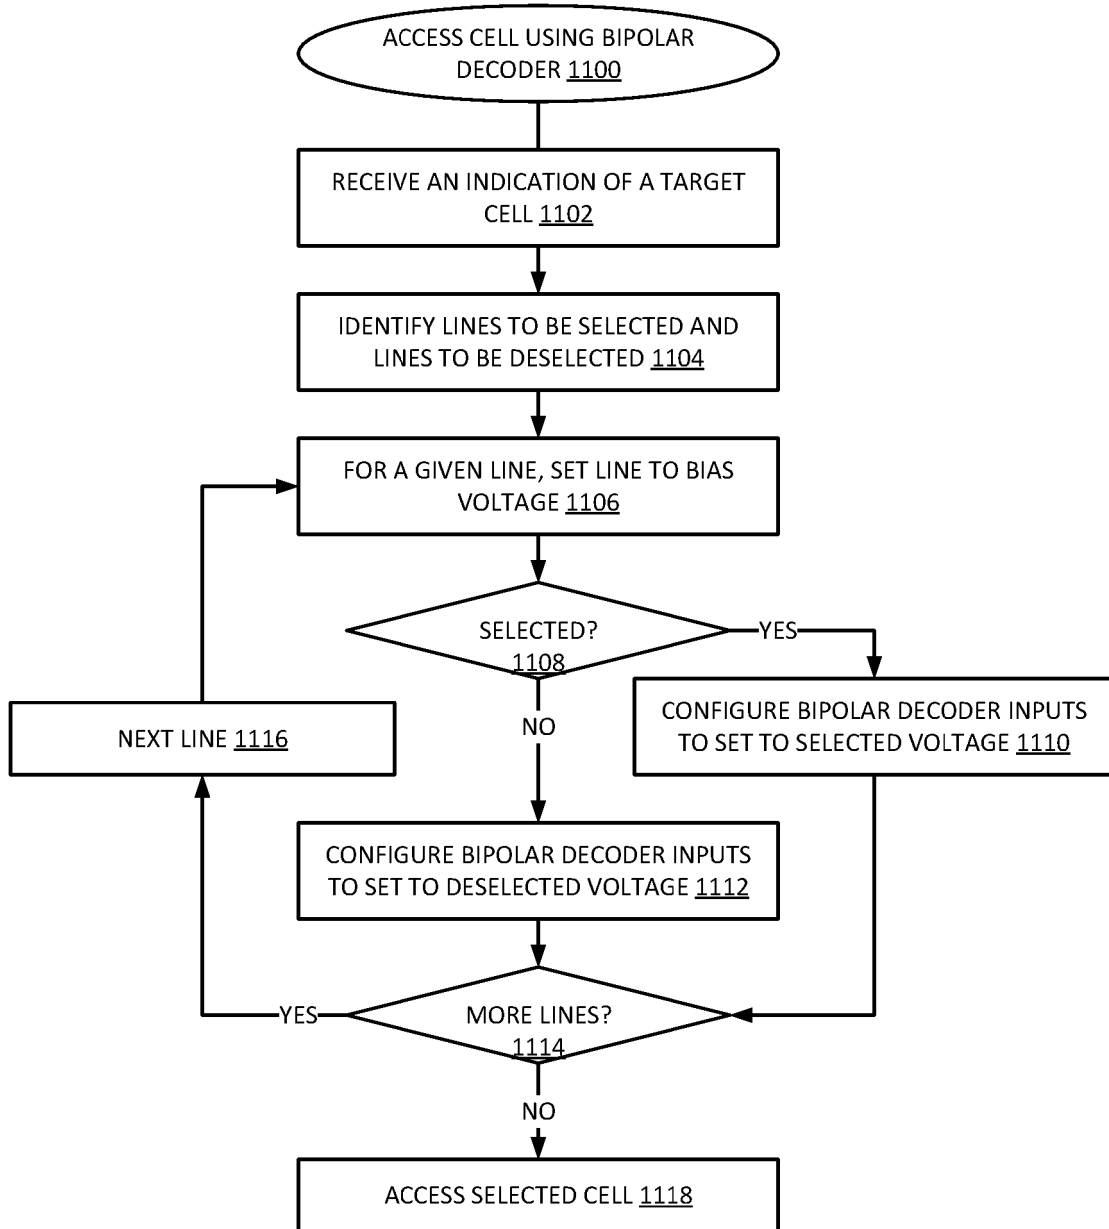 ACCESS CELL USING BIPOLAR
DECODER 1100
RECEIVE AN INDICATION OF A TARGET
CELL 1102
IDENTIFY LINES TO BE SELECTED AND
LINES TO BE DESELECTED 1104
FOR A GIVEN LINE, SET LINE TO BIAS
VOLTAGE 1106
SELECTED?
1108
YES
NO
CONFIGURE BIPOLAR DECODER INPUTS
TO SET TO SELECTED VOLTAGE 1110
NEXT LINE 1116
CONFIGURE BIPOLAR DECODER INPUTS
TO SET TO DESELECTED VOLTAGE 1112
MORE LINES?
1114
YES
NO
ACCESS SELECTED CELL 1118